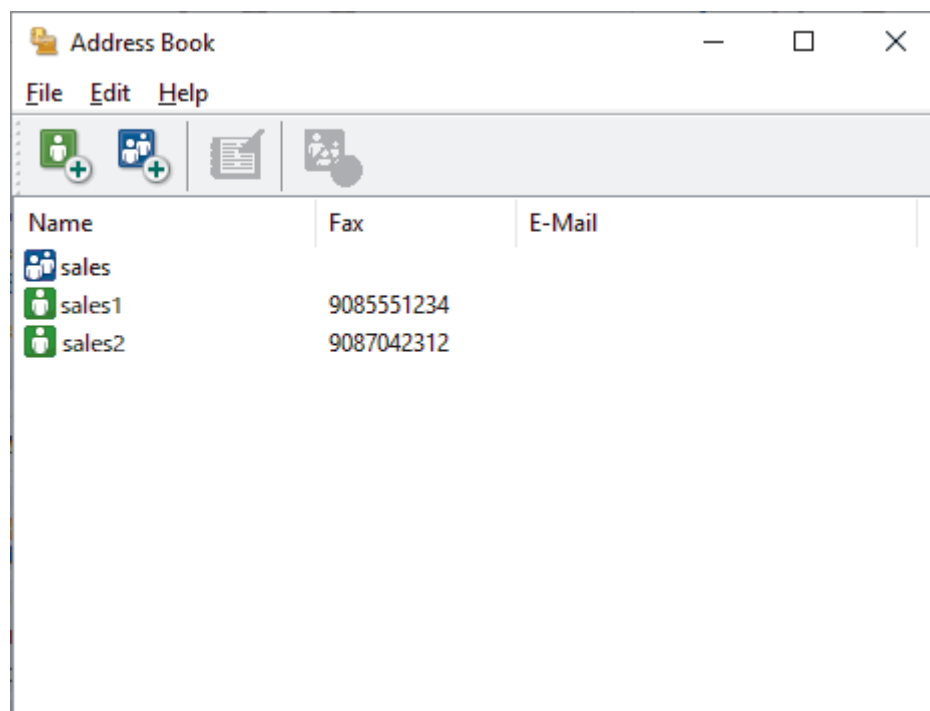 Address Book
File Edit Help
Name Fax E-Mail
sales
sales1 9085551234
sales2 9087042312